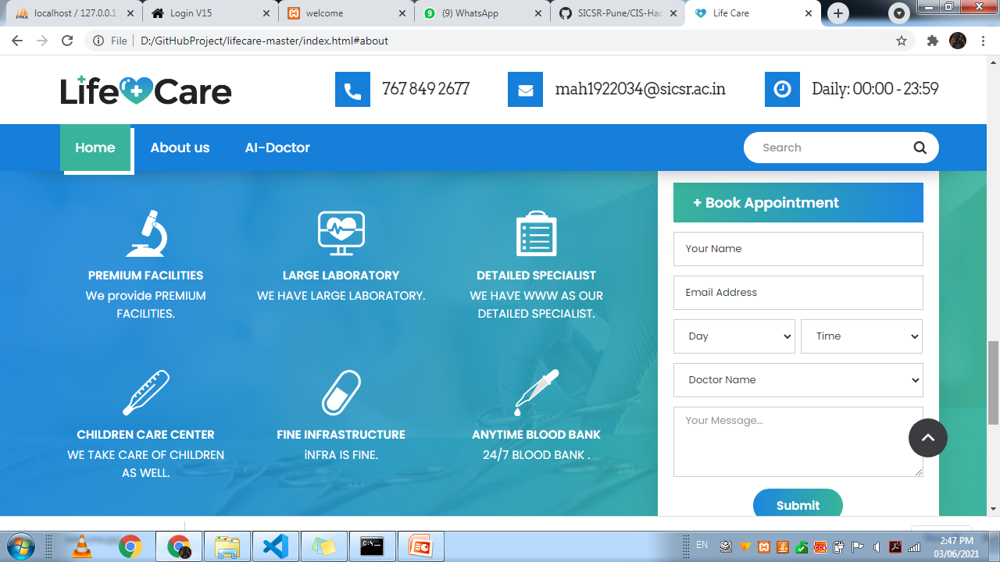 localhost / 127.0.0.1
Login V15
welcome
(9) WhatsApp
SICSR-Pune/CIS-Hac
Life Care
File
D:/GitHubProject/lifecare-master/index.html#about
Life Care
767 849 2677
mah1922034@sicsr.ac.in
Daily: 00:00 - 23:59
Home
About us
AI-Doctor
Search
PREMIUM FACILITIES
We provide PREMIUM
FACILITIES.
LARGE LABORATORY
WE HAVE LARGE LABORATORY.
DETAILED SPECIALIST
WE HAVE WWW AS OUR
DETAILED SPECIALIST.
CHILDREN CARE CENTER
WE TAKE CARE OF CHILDREN
AS WELL.
FINE INFRASTRUCTURE
iNFRA IS FINE.
ANYTIME BLOOD BANK
24/7 BLOOD BANK .
+ Book Appointment
Your Name
Email Address
Day
Time
Doctor Name
Your Message...
Submit
EN
2:47 PM
03/06/2021